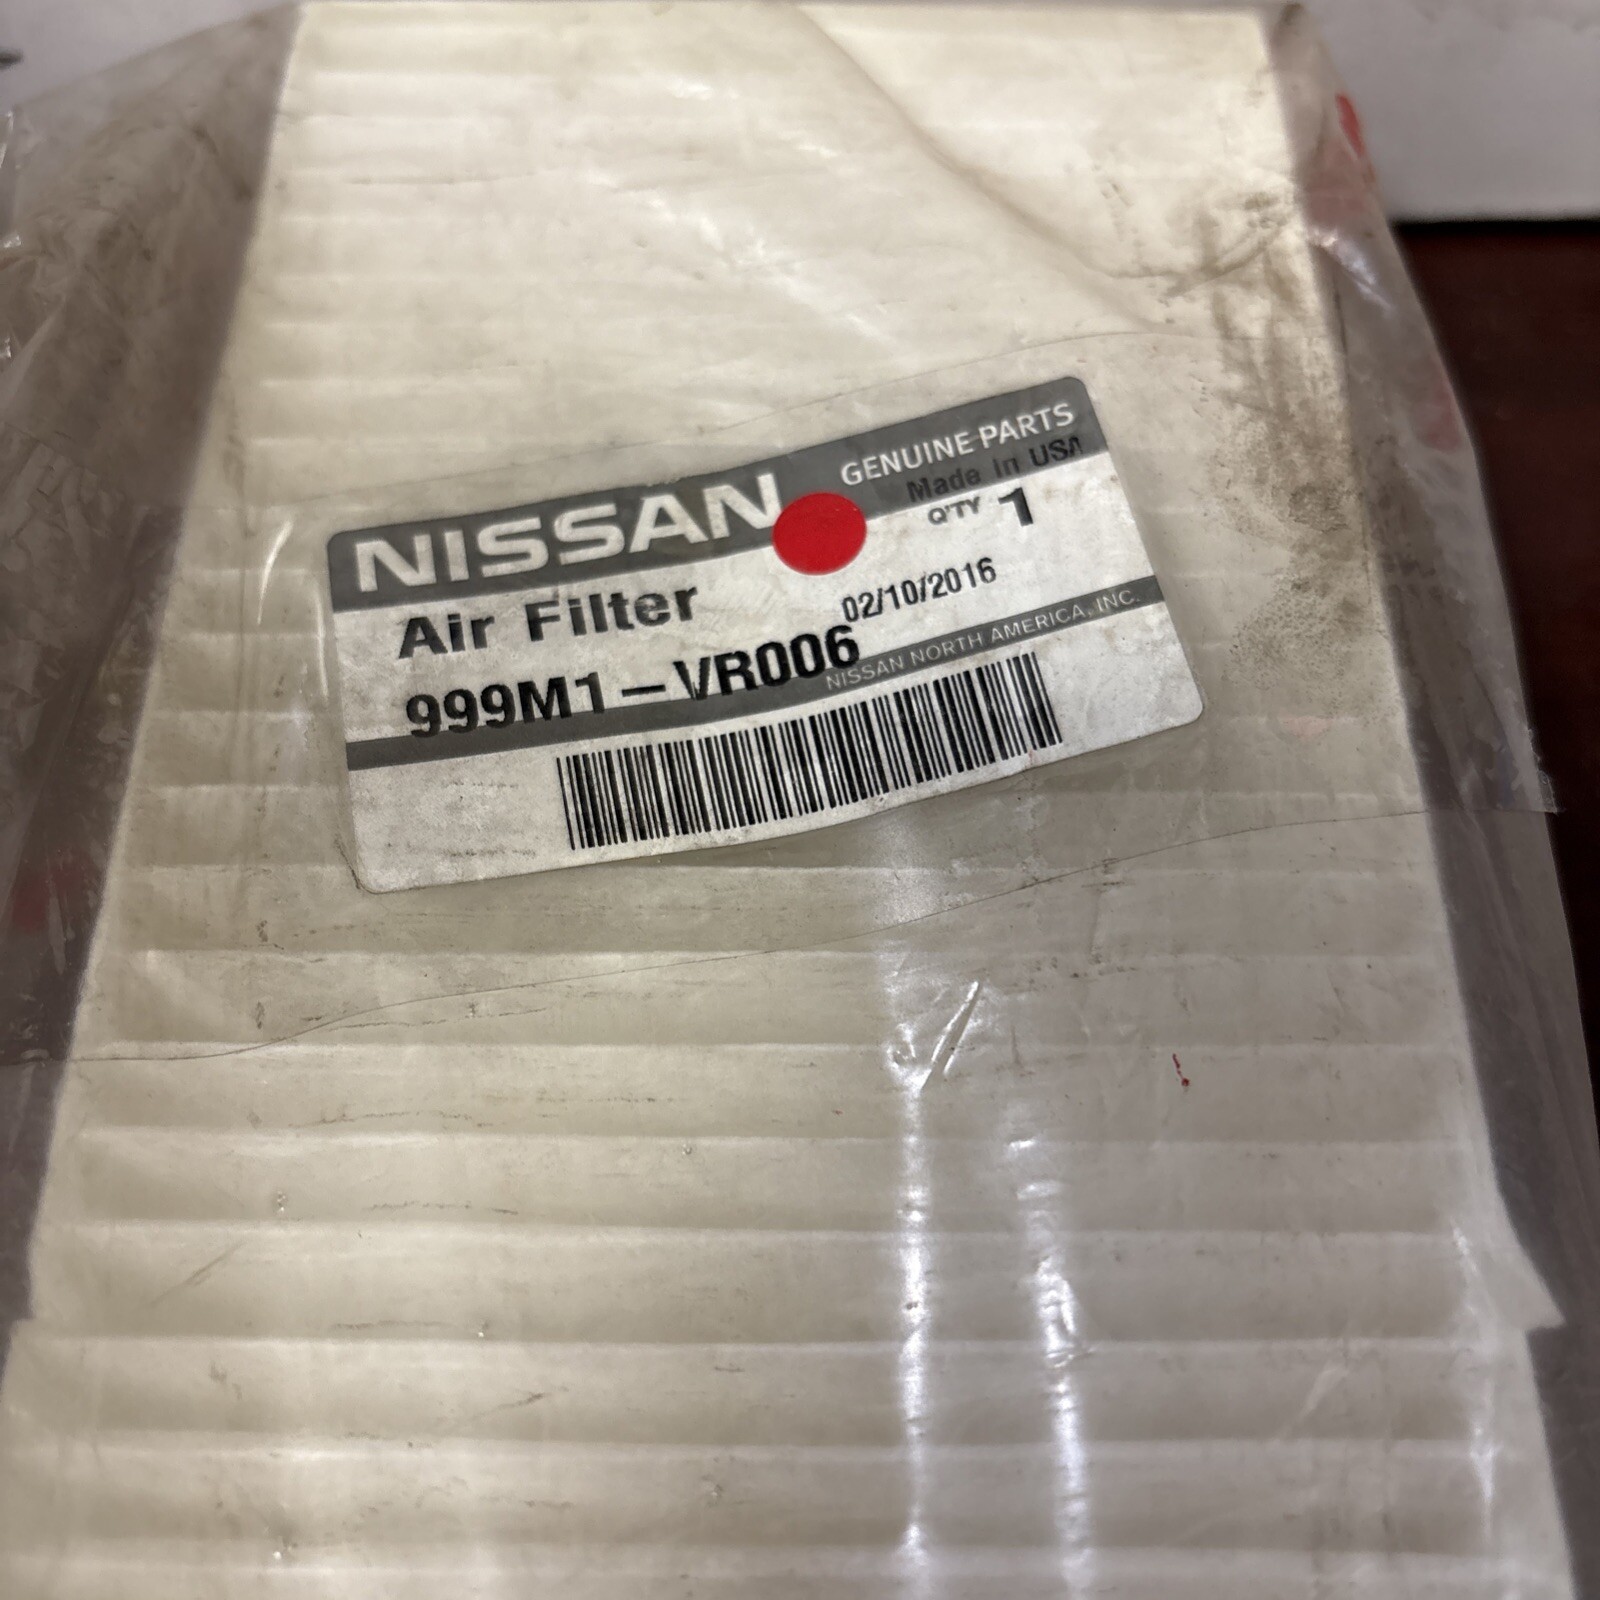 NISSAN
GENUINE PARTS
Made In USA
Q'TY 1
Air Filter
02/10/2016
999M1-VR006
NISSAN NORTH AMERICA, INC.